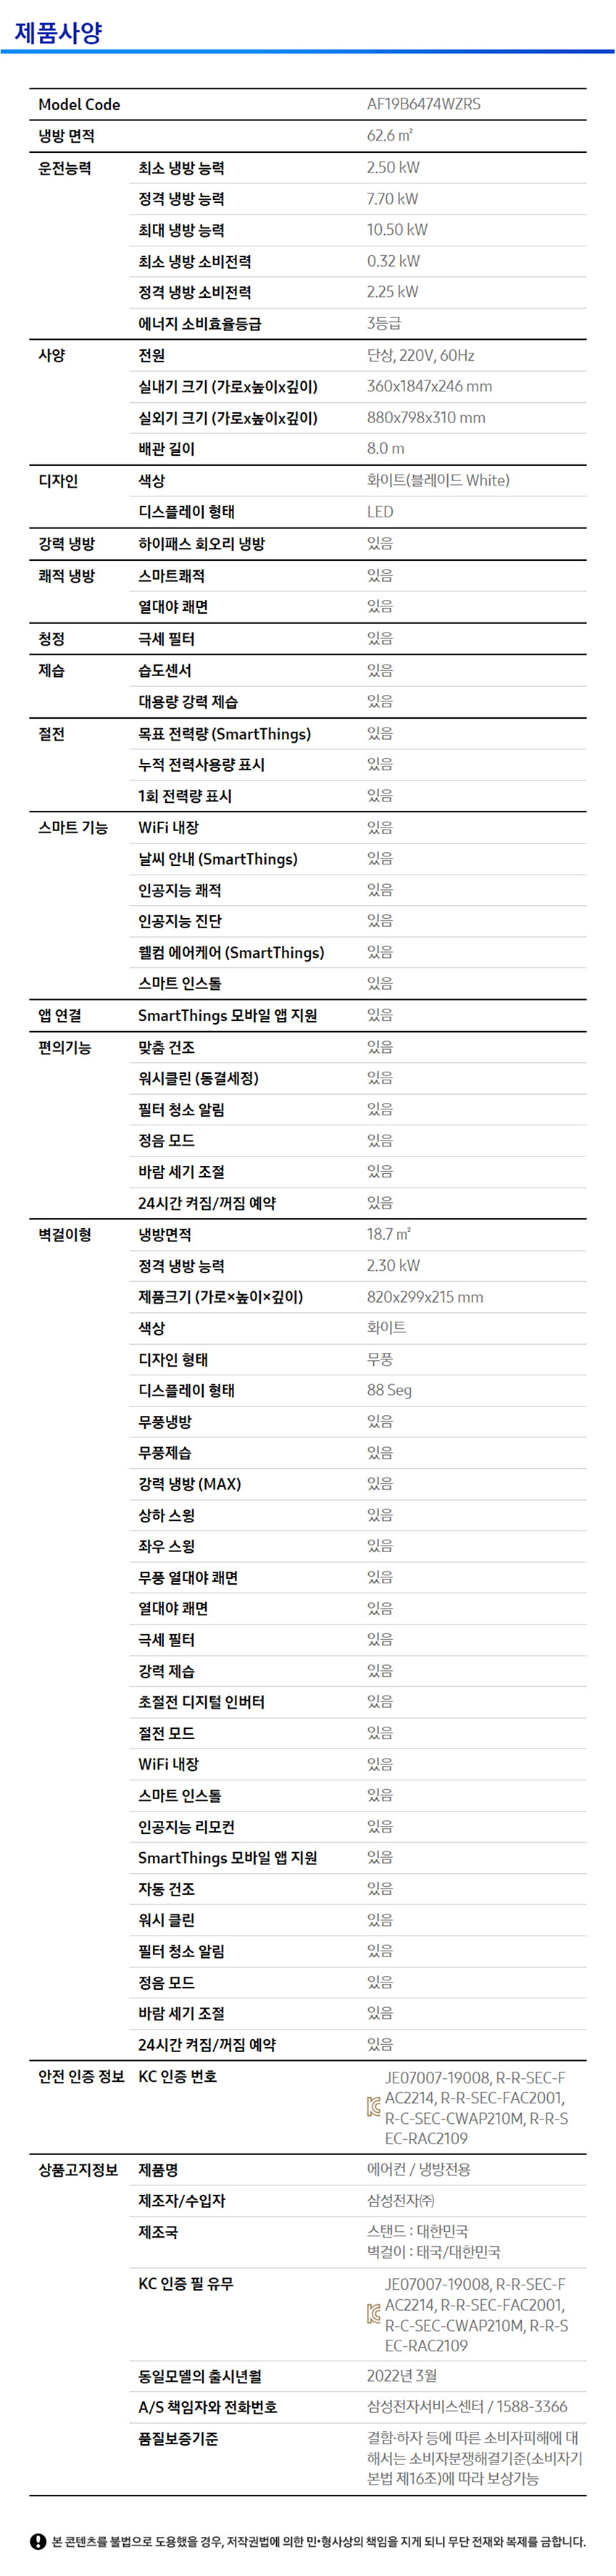 제품사양
Model Code AF19B6474WZRS
냉방 면적 62.6 ㎡
운전능력 최소 냉방 능력 2.50 kW
정격 냉방 능력 7.70 kW
최대 냉방 능력 10.50 kW
최소 냉방 소비전력 0.32 kW
정격 냉방 소비전력 2.25 kW
에너지 소비효율등급 3등급
사양 전원 단상, 220V, 60Hz
실내기 크기 (가로x높이x깊이) 360x1847x246 mm
실외기 크기 (가로x높이x깊이) 880x798x310 mm
배관 길이 8.0 m
디자인 색상 화이트(블레이드 White)
디스플레이 형태 LED
강력 냉방 하이패스 회오리 냉방 있음
쾌적 냉방 스마트쾌적 있음
열대야 쾌면 있음
청정 극세 필터 있음
제습 습도센서 있음
대용량 강력 제습 있음
절전 목표 전력량 (SmartThings) 있음
누적 전력사용량 표시 있음
1회 전력량 표시 있음
스마트 기능 WiFi 내장 있음
날씨 안내 (SmartThings) 있음
인공지능 쾌적 있음
인공지능 진단 있음
웰컴 에어케어 (SmartThings) 있음
스마트 인스톨 있음
앱 연결 SmartThings 모바일 앱 지원 있음
편의기능 맞춤 건조 있음
워시클린 (동결세정) 있음
필터 청소 알림 있음
정음 모드 있음
바람 세기 조절 있음
24시간 켜짐/꺼짐 예약 있음
벽걸이형 냉방면적 18.7 ㎡
정격 냉방 능력 2.30 kW
제품크기 (가로×높이×깊이) 820x299x215 mm
색상 화이트
디자인 형태 무풍
디스플레이 형태 88 Seg
무풍냉방 있음
무풍제습 있음
강력 냉방 (MAX) 있음
상하 스윙 있음
좌우 스윙 있음
무풍 열대야 쾌면 있음
열대야 쾌면 있음
극세 필터 있음
강력 제습 있음
초절전 디지털 인버터 있음
절전 모드 있음
WiFi 내장 있음
스마트 인스톨 있음
인공지능 리모컨 있음
SmartThings 모바일 앱 지원 있음
자동 건조 있음
워시 클린 있음
필터 청소 알림 있음
정음 모드 있음
바람 세기 조절 있음
24시간 켜짐/꺼짐 예약 있음
안전 인증 정보 KC 인증 번호 JE07007-19008, R-R-SEC-F
AC2214, R-R-SEC-FAC2001,
R-C-SEC-CWAP210M, R-R-S
EC-RAC2109
상품고지정보 제품명 에어컨 / 냉방전용
제조자/수입자 삼성전자㈜
제조국 스탠드 : 대한민국
벽걸이 : 태국/대한민국
KC 인증 필 유무 JE07007-19008, R-R-SEC-F
AC2214, R-R-SEC-FAC2001,
R-C-SEC-CWAP210M, R-R-S
EC-RAC2109
동일모델의 출시년월 2022년 3월
A/S 책임자와 전화번호 삼성전자서비스센터 / 1588-3366
품질보증기준 결함·하자 등에 따른 소비자피해에 대
해서는 소비자분쟁해결기준(소비자기
본법 제16조)에 따라 보상가능
본 콘텐츠를 불법으로 도용했을 경우, 저작권법에 의한 민•형사상의 책임을 지게 되니 무단 전재와 복제를 금합니다.